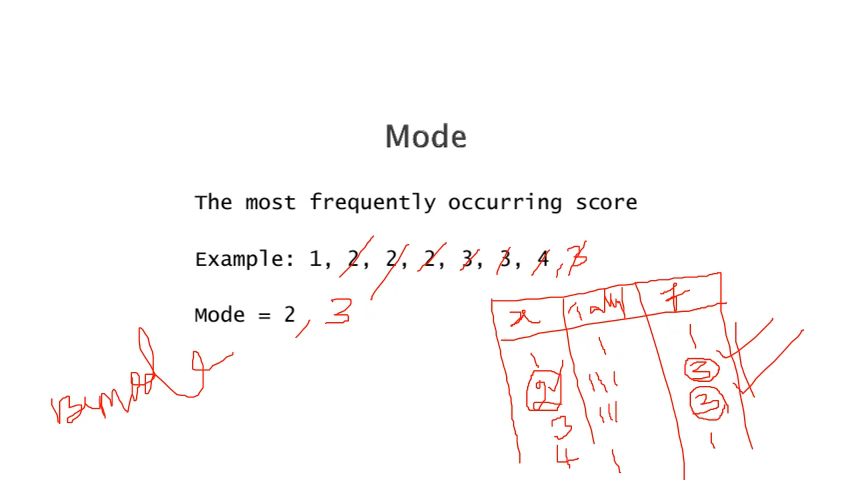 Mode
The most frequently occurring score
Example: 1, 2, 2, 2, 3, 3, 4, 3
Mode = 2, 3
Bimodal
x Tally f
1 | 1
2 ||| 3
3 ||| 3
4 | 1